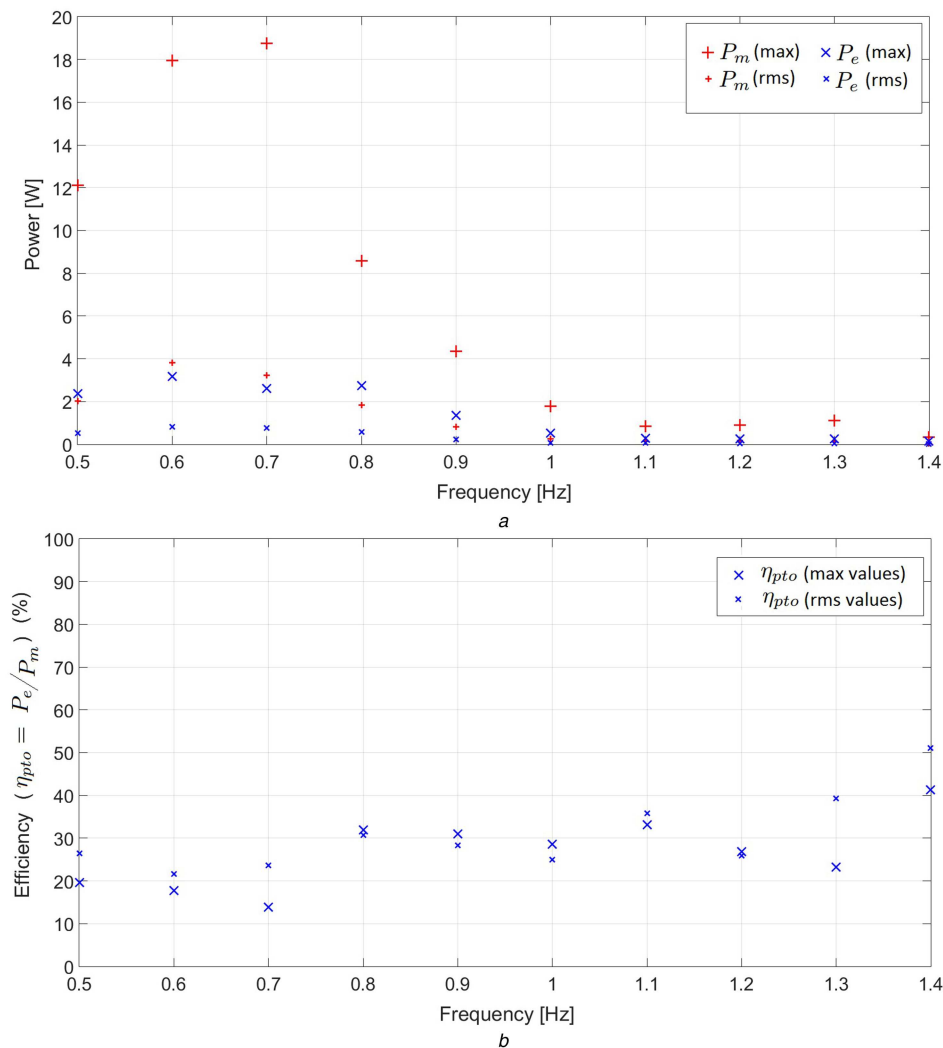 20
18
16
14
12
10
8
6
4
2
0
Power [W]
P_m (max) P_e (max)
P_m (rms) P_e (rms)
0.5 0.6 0.7 0.8 0.9 1 1.1 1.2 1.3 1.4
Frequency [Hz]
a
100
90
80
70
60
50
40
30
20
10
0
Efficiency ( η_pto = P_e/P_m ) (%)
η_pto (max values)
η_pto (rms values)
0.5 0.6 0.7 0.8 0.9 1 1.1 1.2 1.3 1.4
Frequency [Hz]
b